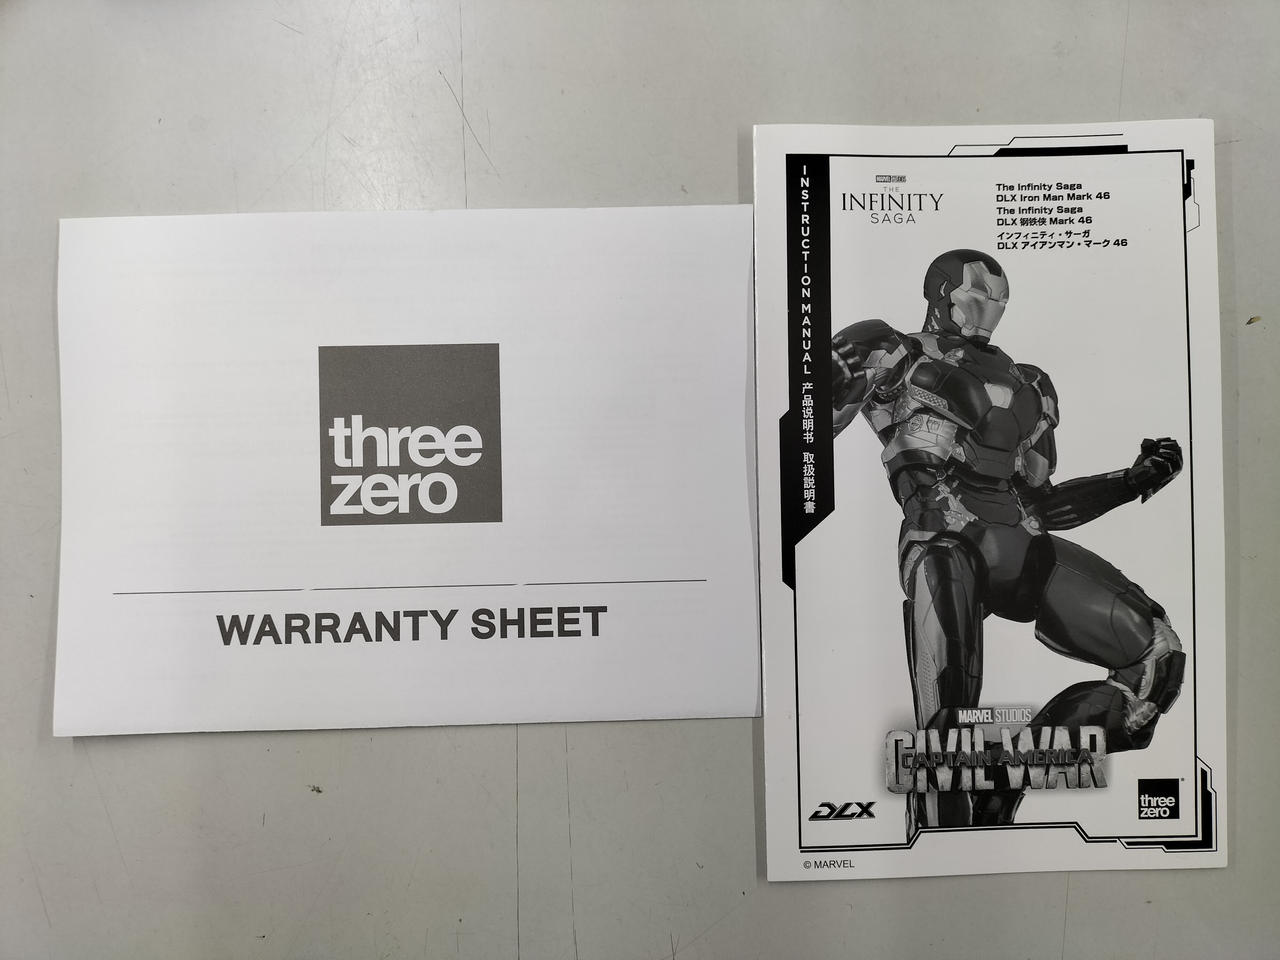 three
zero
WARRANTY SHEET
INSTRUCTION MANUAL 产品说明书 取扱説明書
MARVEL STUDIOS
THE
INFINITY
SAGA
The Infinity Saga
DLX Iron Man Mark 46
The Infinity Saga
DLX 钢铁侠 Mark 46
インフィニティ・サーガ
DLX アイアンマン・マーク 46
MARVEL STUDIOS
CIVIL WAR
CAPTAIN AMERICA
DLX
three
zero
®
© MARVEL